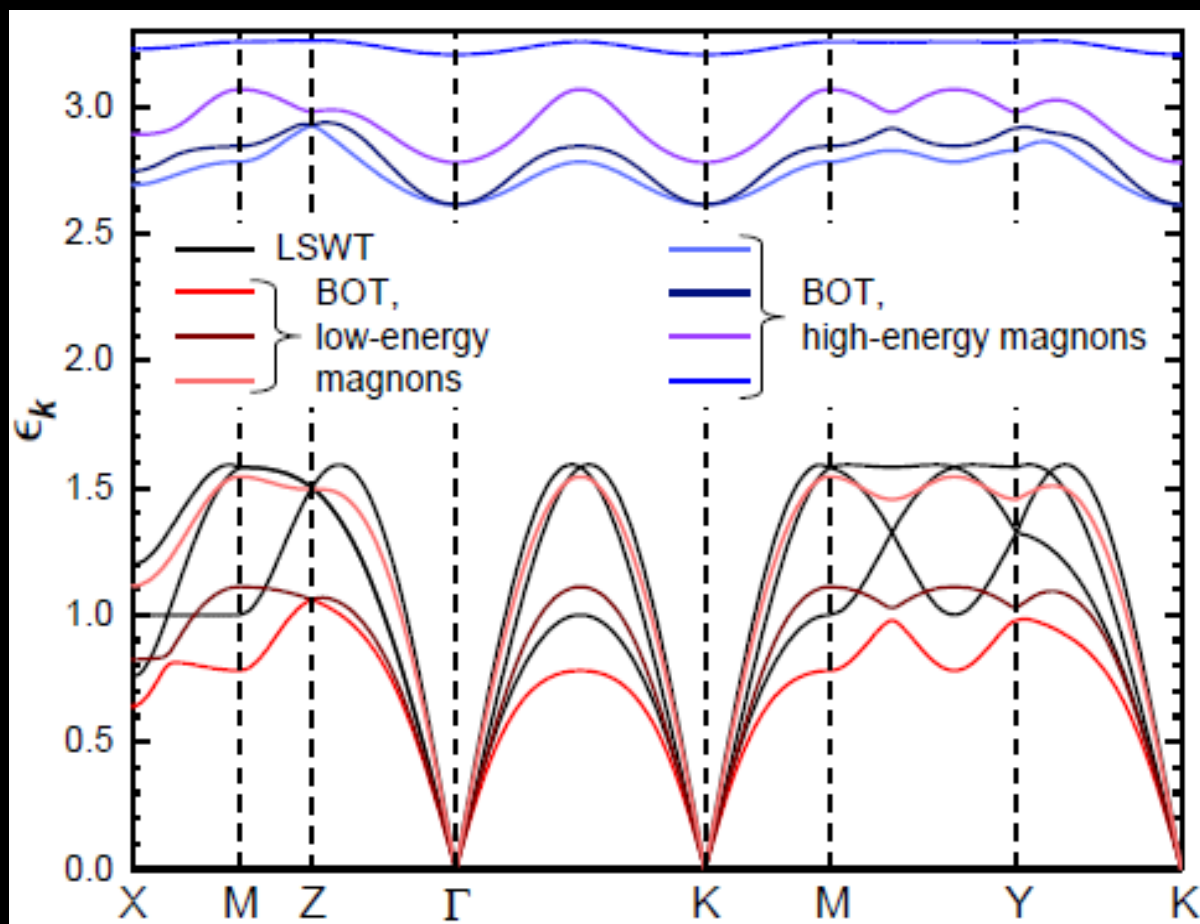 3.0
2.5
2.0
1.5
1.0
0.5
0.0
ϵk
LSWT
BOT,
low-energy
magnons
BOT,
high-energy magnons
X M Z Γ K M Y K